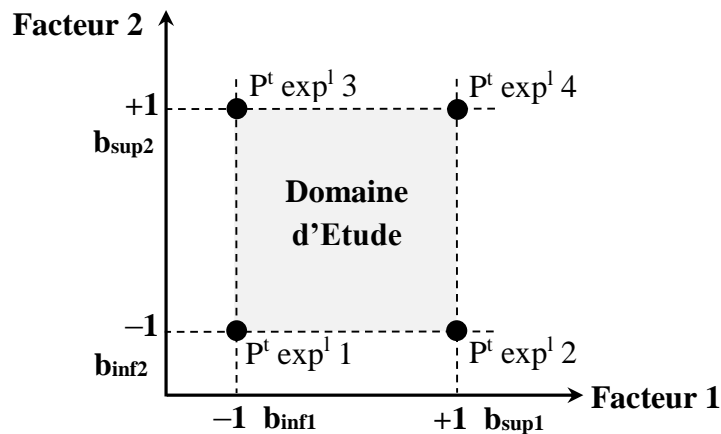 Facteur 2
Pᵗ expˡ 3
Pᵗ expˡ 4
+1
bsup2
Domaine
d’Etude
−1
Pᵗ expˡ 1
Pᵗ expˡ 2
binf2
Facteur 1
−1 binf1
+1 bsup1